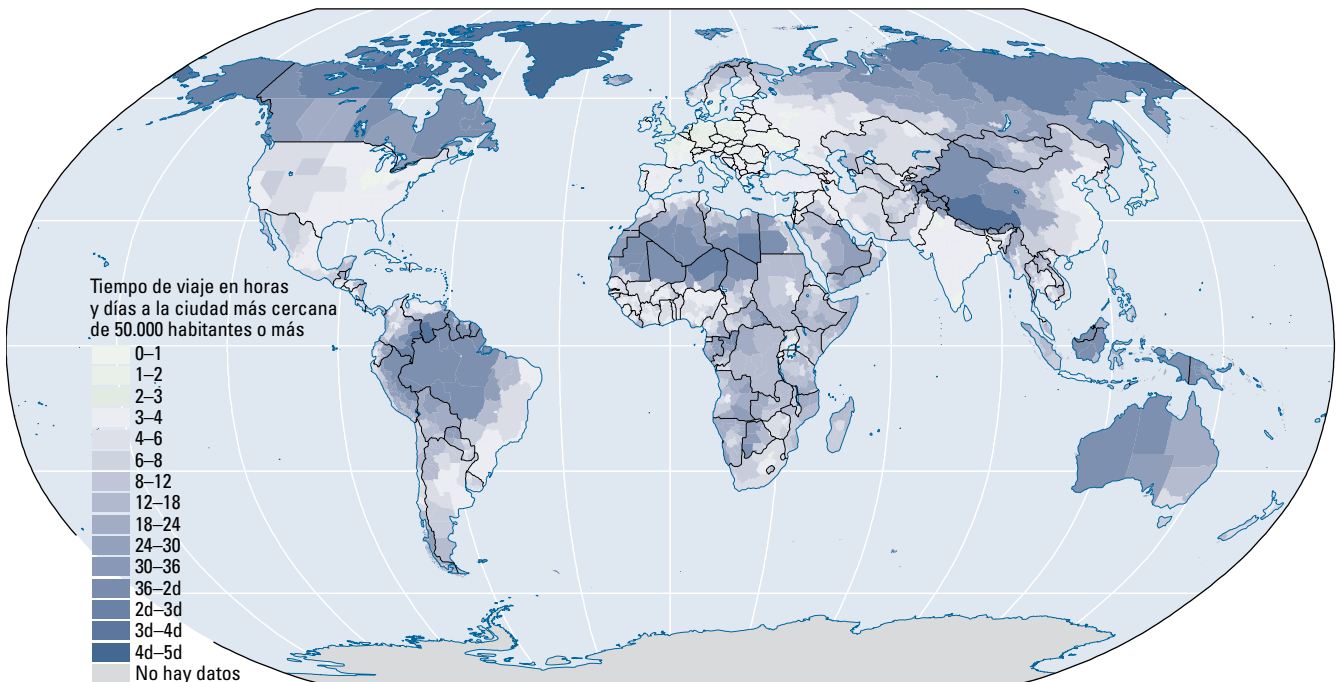 Tiempo de viaje en horas
y días a la ciudad más cercana
de 50.000 habitantes o más
0–1
1–2
2–3
3–4
4–6
6–8
8–12
12–18
18–24
24–30
30–36
36–2d
2d–3d
3d–4d
4d–5d
No hay datos